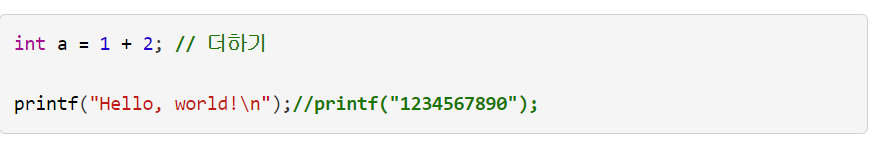 int a = 1 + 2; // 더하기
printf("Hello, world!\n");//printf("1234567890");